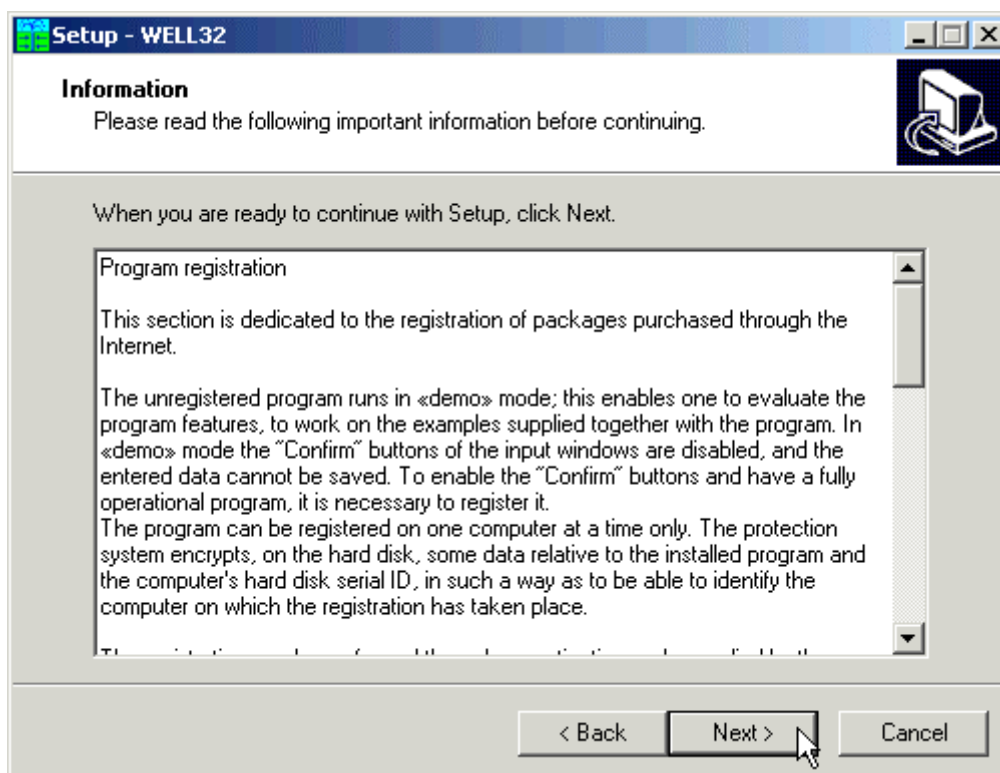 Setup - WELL32
Information
Please read the following important information before continuing.
When you are ready to continue with Setup, click Next.
Program registration
This section is dedicated to the registration of packages purchased through the
Internet.
The unregistered program runs in «demo» mode; this enables one to evaluate the
program features, to work on the examples supplied together with the program. In
«demo» mode the "Confirm" buttons of the input windows are disabled, and the
entered data cannot be saved. To enable the "Confirm" buttons and have a fully
operational program, it is necessary to register it.
The program can be registered on one computer at a time only. The protection
system encrypts, on the hard disk, some data relative to the installed program and
the computer's hard disk serial ID, in such a way as to be able to identify the
computer on which the registration has taken place.
< Back
Next >
Cancel